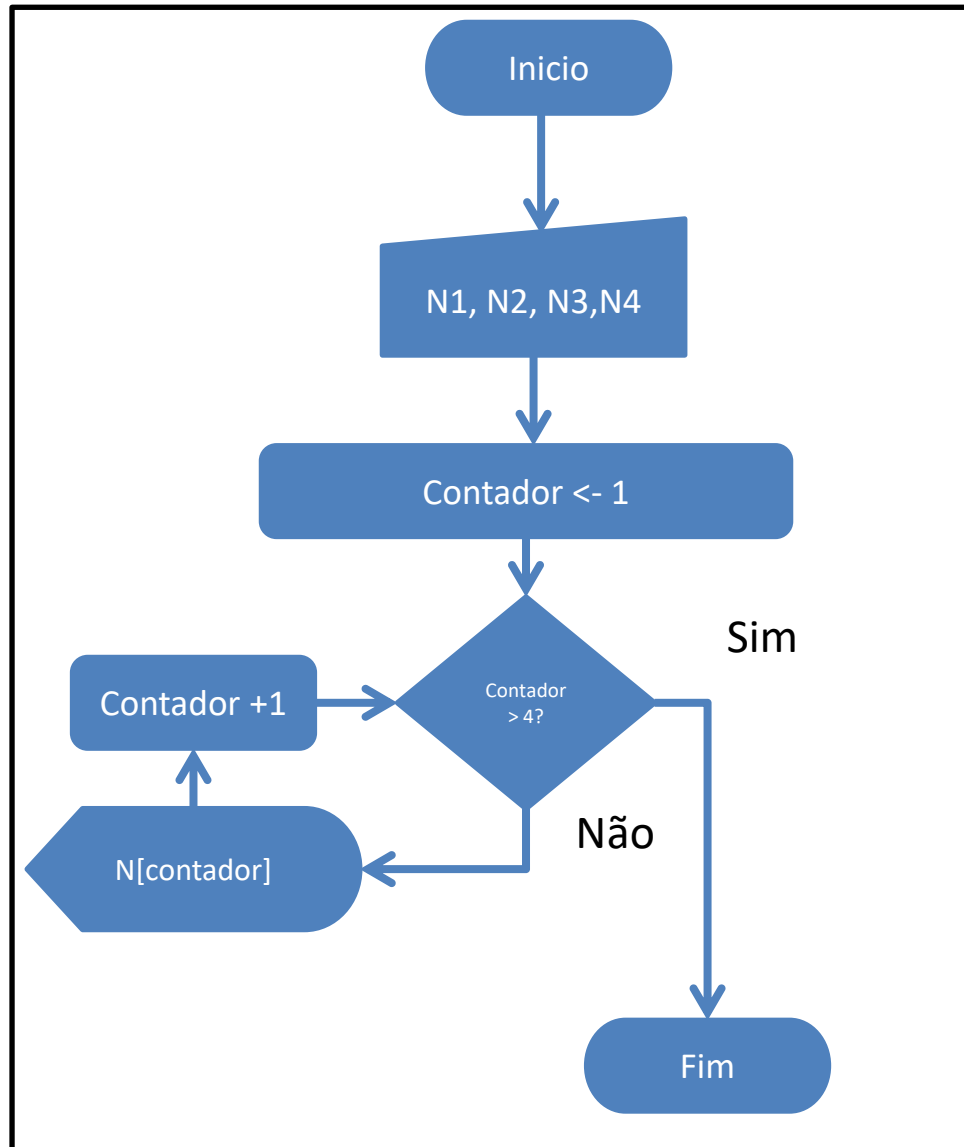 Inicio
N1, N2, N3,N4
Contador <- 1
Sim
Contador +1
Contador
> 4?
Não
N[contador]
Fim